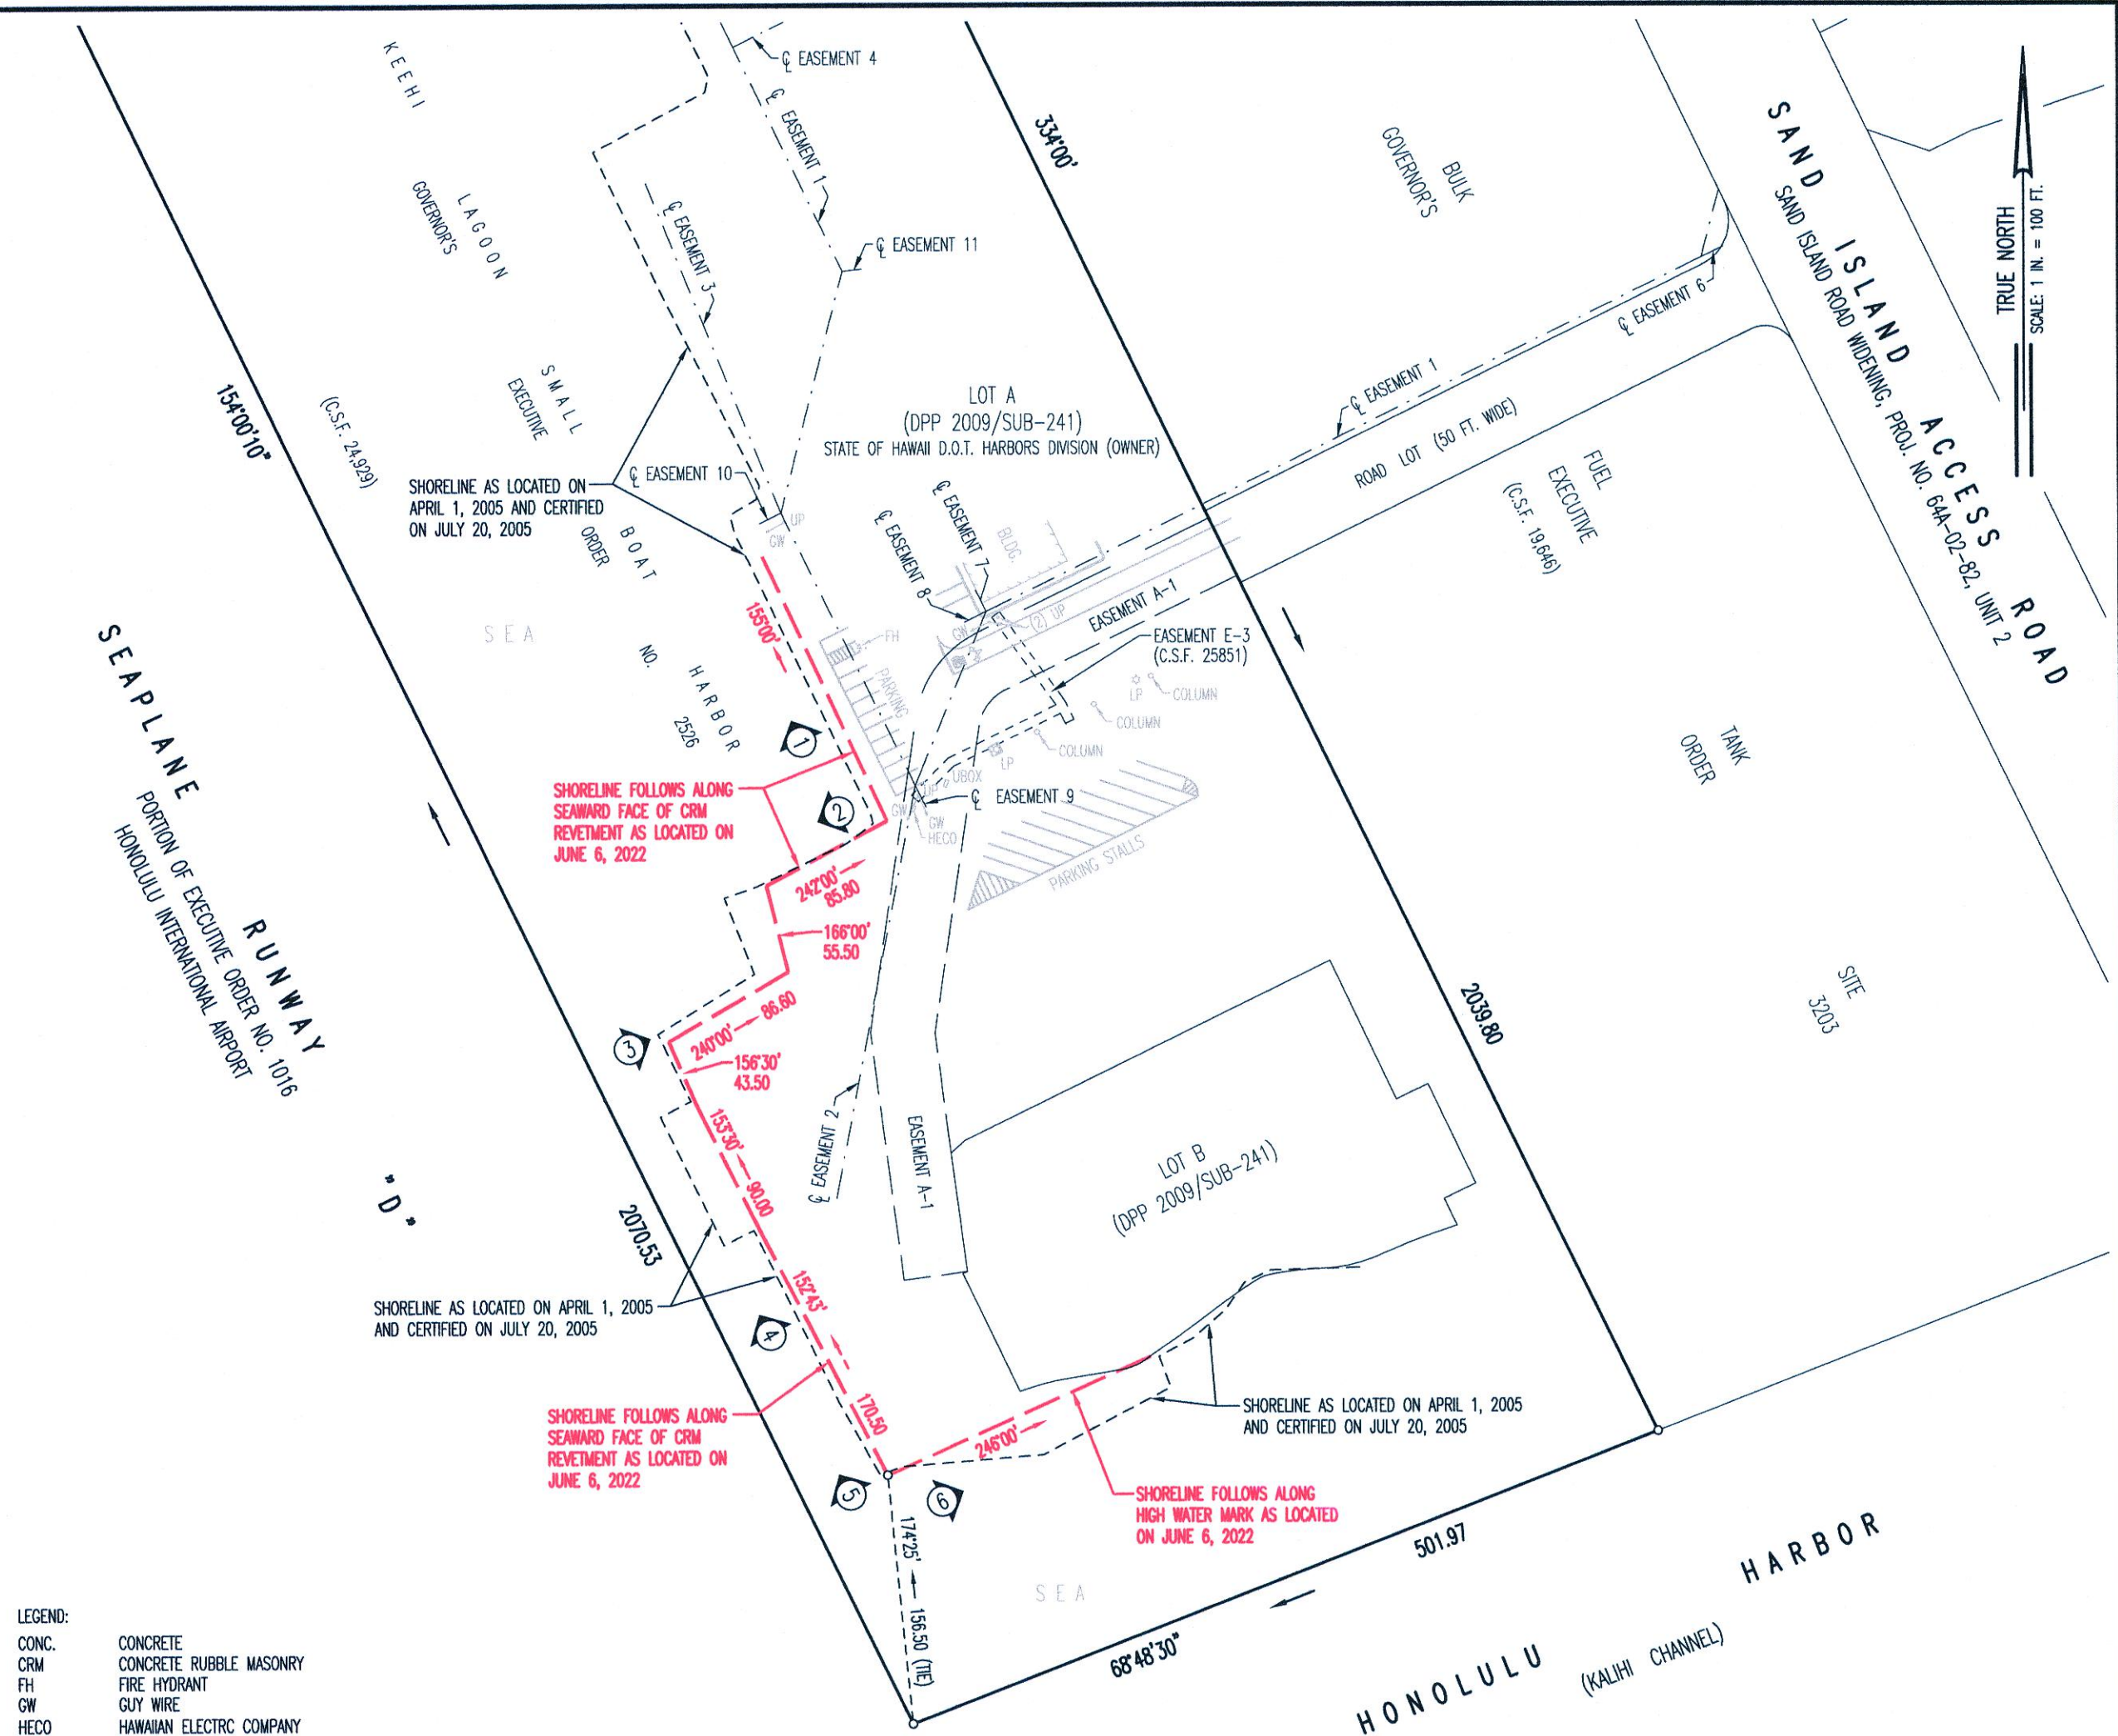 KEEHI
LAGOON
SMALL
BOAT
HARBOR
GOVERNOR'S
EXECUTIVE
ORDER
NO.
2526
(C.S.F. 24,929)
℄ EASEMENT 4
℄ EASEMENT 1
℄ EASEMENT 3
℄ EASEMENT 11
334°00'
BULK
GOVERNOR'S
FUEL
EXECUTIVE
(C.S.F. 19,646)
TANK
ORDER
SITE
3203
SAND ISLAND ACCESS ROAD
SAND ISLAND ROAD WIDENING, PROJ. NO. 64A-02-82, UNIT 2
TRUE NORTH
SCALE: 1 IN. = 100 FT.
℄ EASEMENT 6
℄ EASEMENT 1
ROAD LOT (50 FT. WIDE)
LOT A
(DPP 2009/SUB-241)
STATE OF HAWAII D.O.T. HARBORS DIVISION (OWNER)
154°00'10"
SHORELINE AS LOCATED ON
APRIL 1, 2005 AND CERTIFIED
ON JULY 20, 2005
℄ EASEMENT 10
UP
GW
℄ EASEMENT 8
℄ EASEMENT 7
BLDG.
GW
(2) UP
EASEMENT A-1
EASEMENT E-3
(C.S.F. 25851)
SEA
155°00'
FH
PARKING
LP
COLUMN
COLUMN
COLUMN
LP
UBOX
UP
GW
GW
HECO
℄ EASEMENT 9
PARKING STALLS
1
2
SHORELINE FOLLOWS ALONG
SEAWARD FACE OF CRM
REVETMENT AS LOCATED ON
JUNE 6, 2022
242°00'
85.80
166°00'
55.50
240°00'
86.60
156°30'
43.50
3
153°30'
90.00
℄ EASEMENT 2
EASEMENT A-1
2039.80
SEAPLANE RUNWAY "D"
PORTION OF EXECUTIVE ORDER NO. 1016
HONOLULU INTERNATIONAL AIRPORT
2070.53
LOT B
(DPP 2009/SUB-241)
SHORELINE AS LOCATED ON APRIL 1, 2005
AND CERTIFIED ON JULY 20, 2005
152°43'
170.50
4
SHORELINE FOLLOWS ALONG
SEAWARD FACE OF CRM
REVETMENT AS LOCATED ON
JUNE 6, 2022
246°00'
SHORELINE AS LOCATED ON APRIL 1, 2005
AND CERTIFIED ON JULY 20, 2005
5
6
SHORELINE FOLLOWS ALONG
HIGH WATER MARK AS LOCATED
ON JUNE 6, 2022
174°25'
156.50 (TIE)
SEA
501.97
68°48'30"
HONOLULU HARBOR
(KALIHI CHANNEL)
LEGEND:
CONC. CONCRETE
CRM CONCRETE RUBBLE MASONRY
FH FIRE HYDRANT
GW GUY WIRE
HECO HAWAIIAN ELECTRC COMPANY